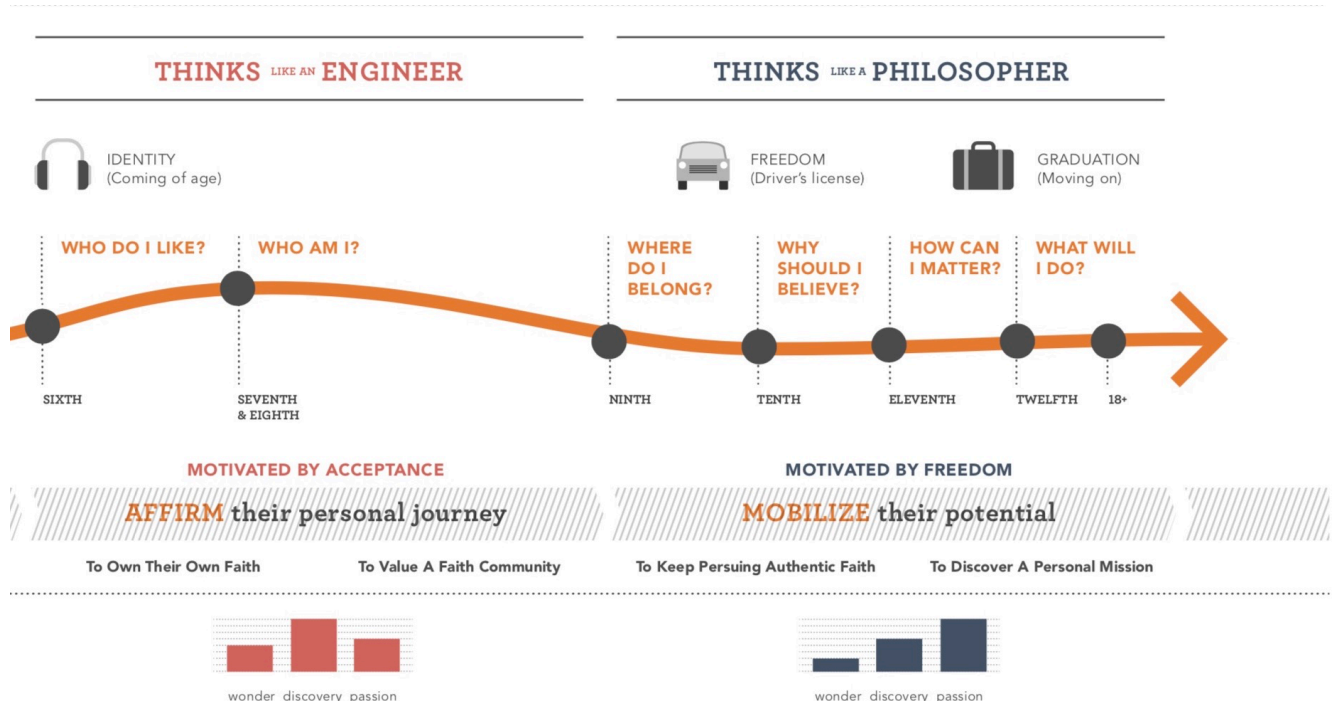 THINKS LIKE AN ENGINEER
THINKS LIKE A PHILOSOPHER
IDENTITY
(Coming of age)
FREEDOM
(Driver's license)
GRADUATION
(Moving on)
WHO DO I LIKE?
WHO AM I?
WHERE
DO I
BELONG?
WHY
SHOULD I
BELIEVE?
HOW CAN
I MATTER?
WHAT WILL
I DO?
SIXTH
SEVENTH
& EIGHTH
NINTH
TENTH
ELEVENTH
TWELFTH
18+
MOTIVATED BY ACCEPTANCE
AFFIRM their personal journey
To Own Their Own Faith
To Value A Faith Community
MOTIVATED BY FREEDOM
MOBILIZE their potential
To Keep Persuing Authentic Faith
To Discover A Personal Mission
wonder discovery passion
wonder discovery passion